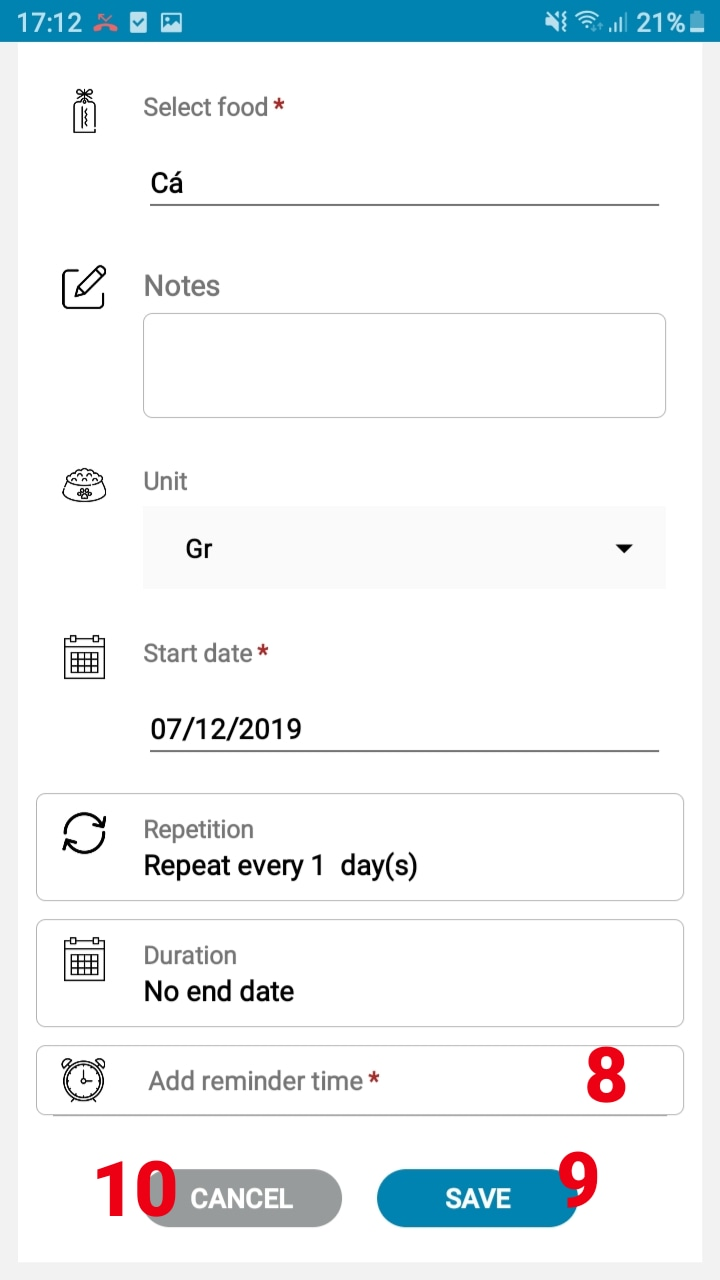 17:12 21%
Select food *
Cá
Notes
Unit
Gr
Start date *
07/12/2019
Repetition
Repeat every 1 day(s)
Duration
No end date
Add reminder time * 8
10 CANCEL SAVE 9